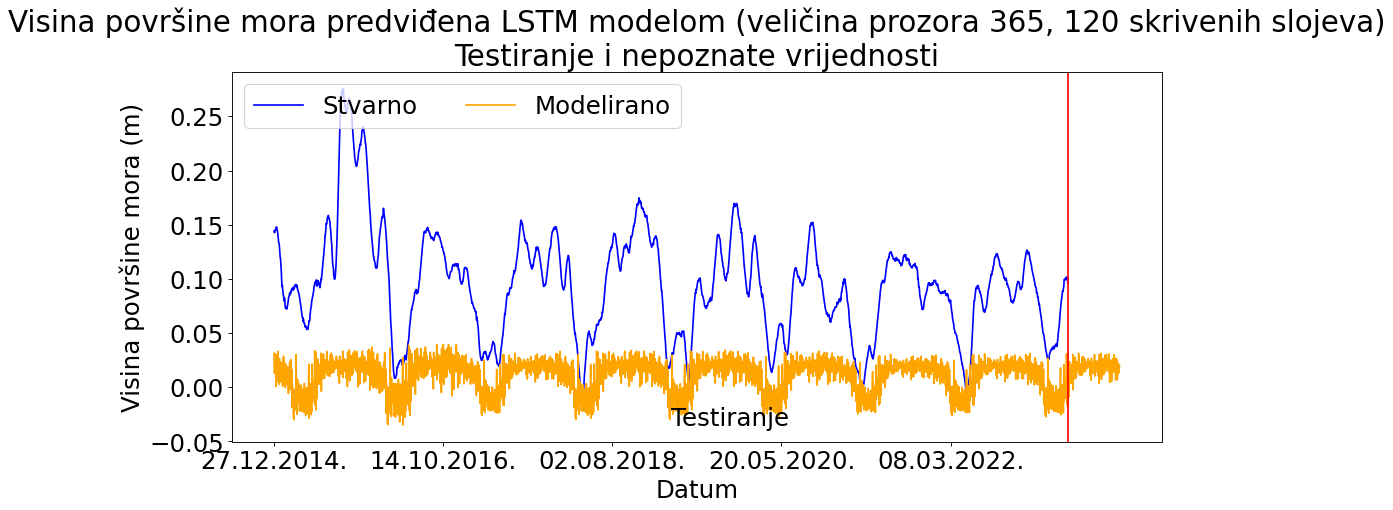 Visina površine mora predviđena LSTM modelom (veličina prozora 365, 120 skrivenih slojeva)
Testiranje i nepoznate vrijednosti
Stvarno
Modelirano
Visina površine mora (m)
0.25
0.20
0.15
0.10
0.05
0.00
−0.05
Testiranje
27.12.2014.
14.10.2016.
02.08.2018.
20.05.2020.
08.03.2022.
Datum